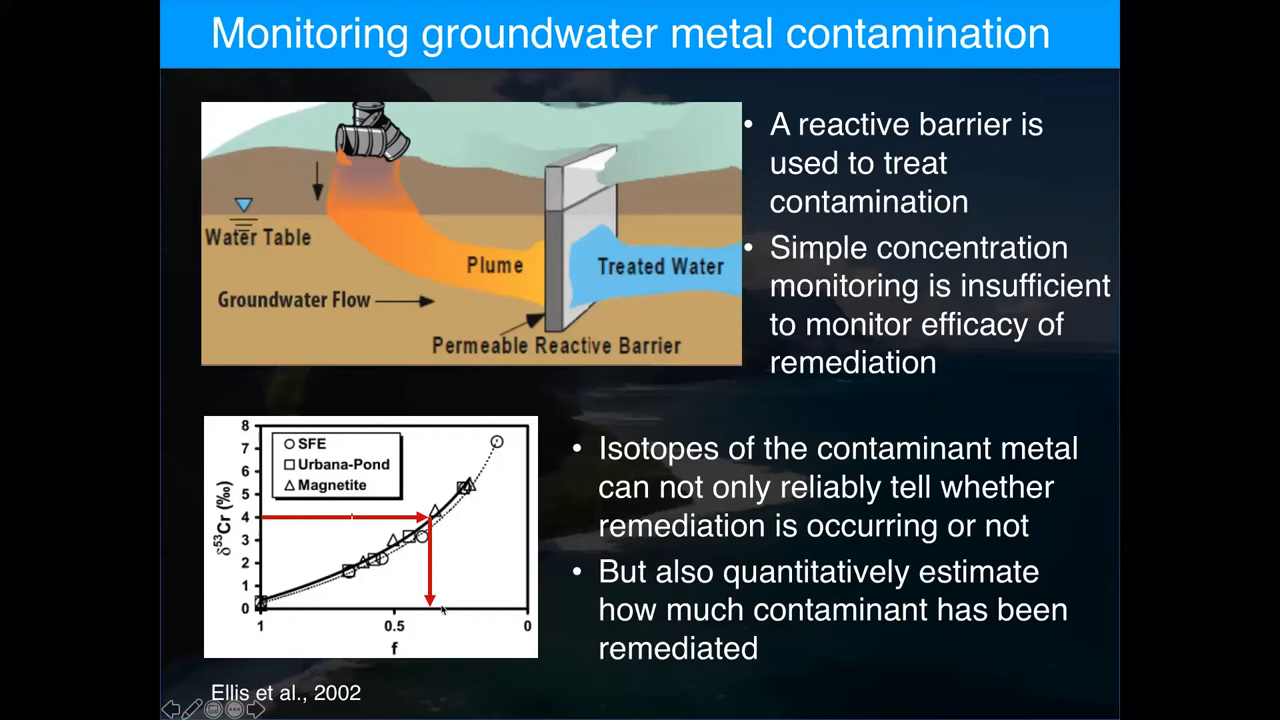 Monitoring groundwater metal contamination
Water Table
Groundwater Flow
Plume
Treated Water
Permeable Reactive Barrier
• A reactive barrier is
used to treat
contamination
• Simple concentration
monitoring is insufficient
to monitor efficacy of
remediation
8
7
6
5
4
3
2
1
0
δ53Cr (‰)
SFE
Urbana-Pond
Magnetite
1
0.5
0
f
• Isotopes of the contaminant metal
can not only reliably tell whether
remediation is occurring or not
• But also quantitatively estimate
how much contaminant has been
remediated
Ellis et al., 2002